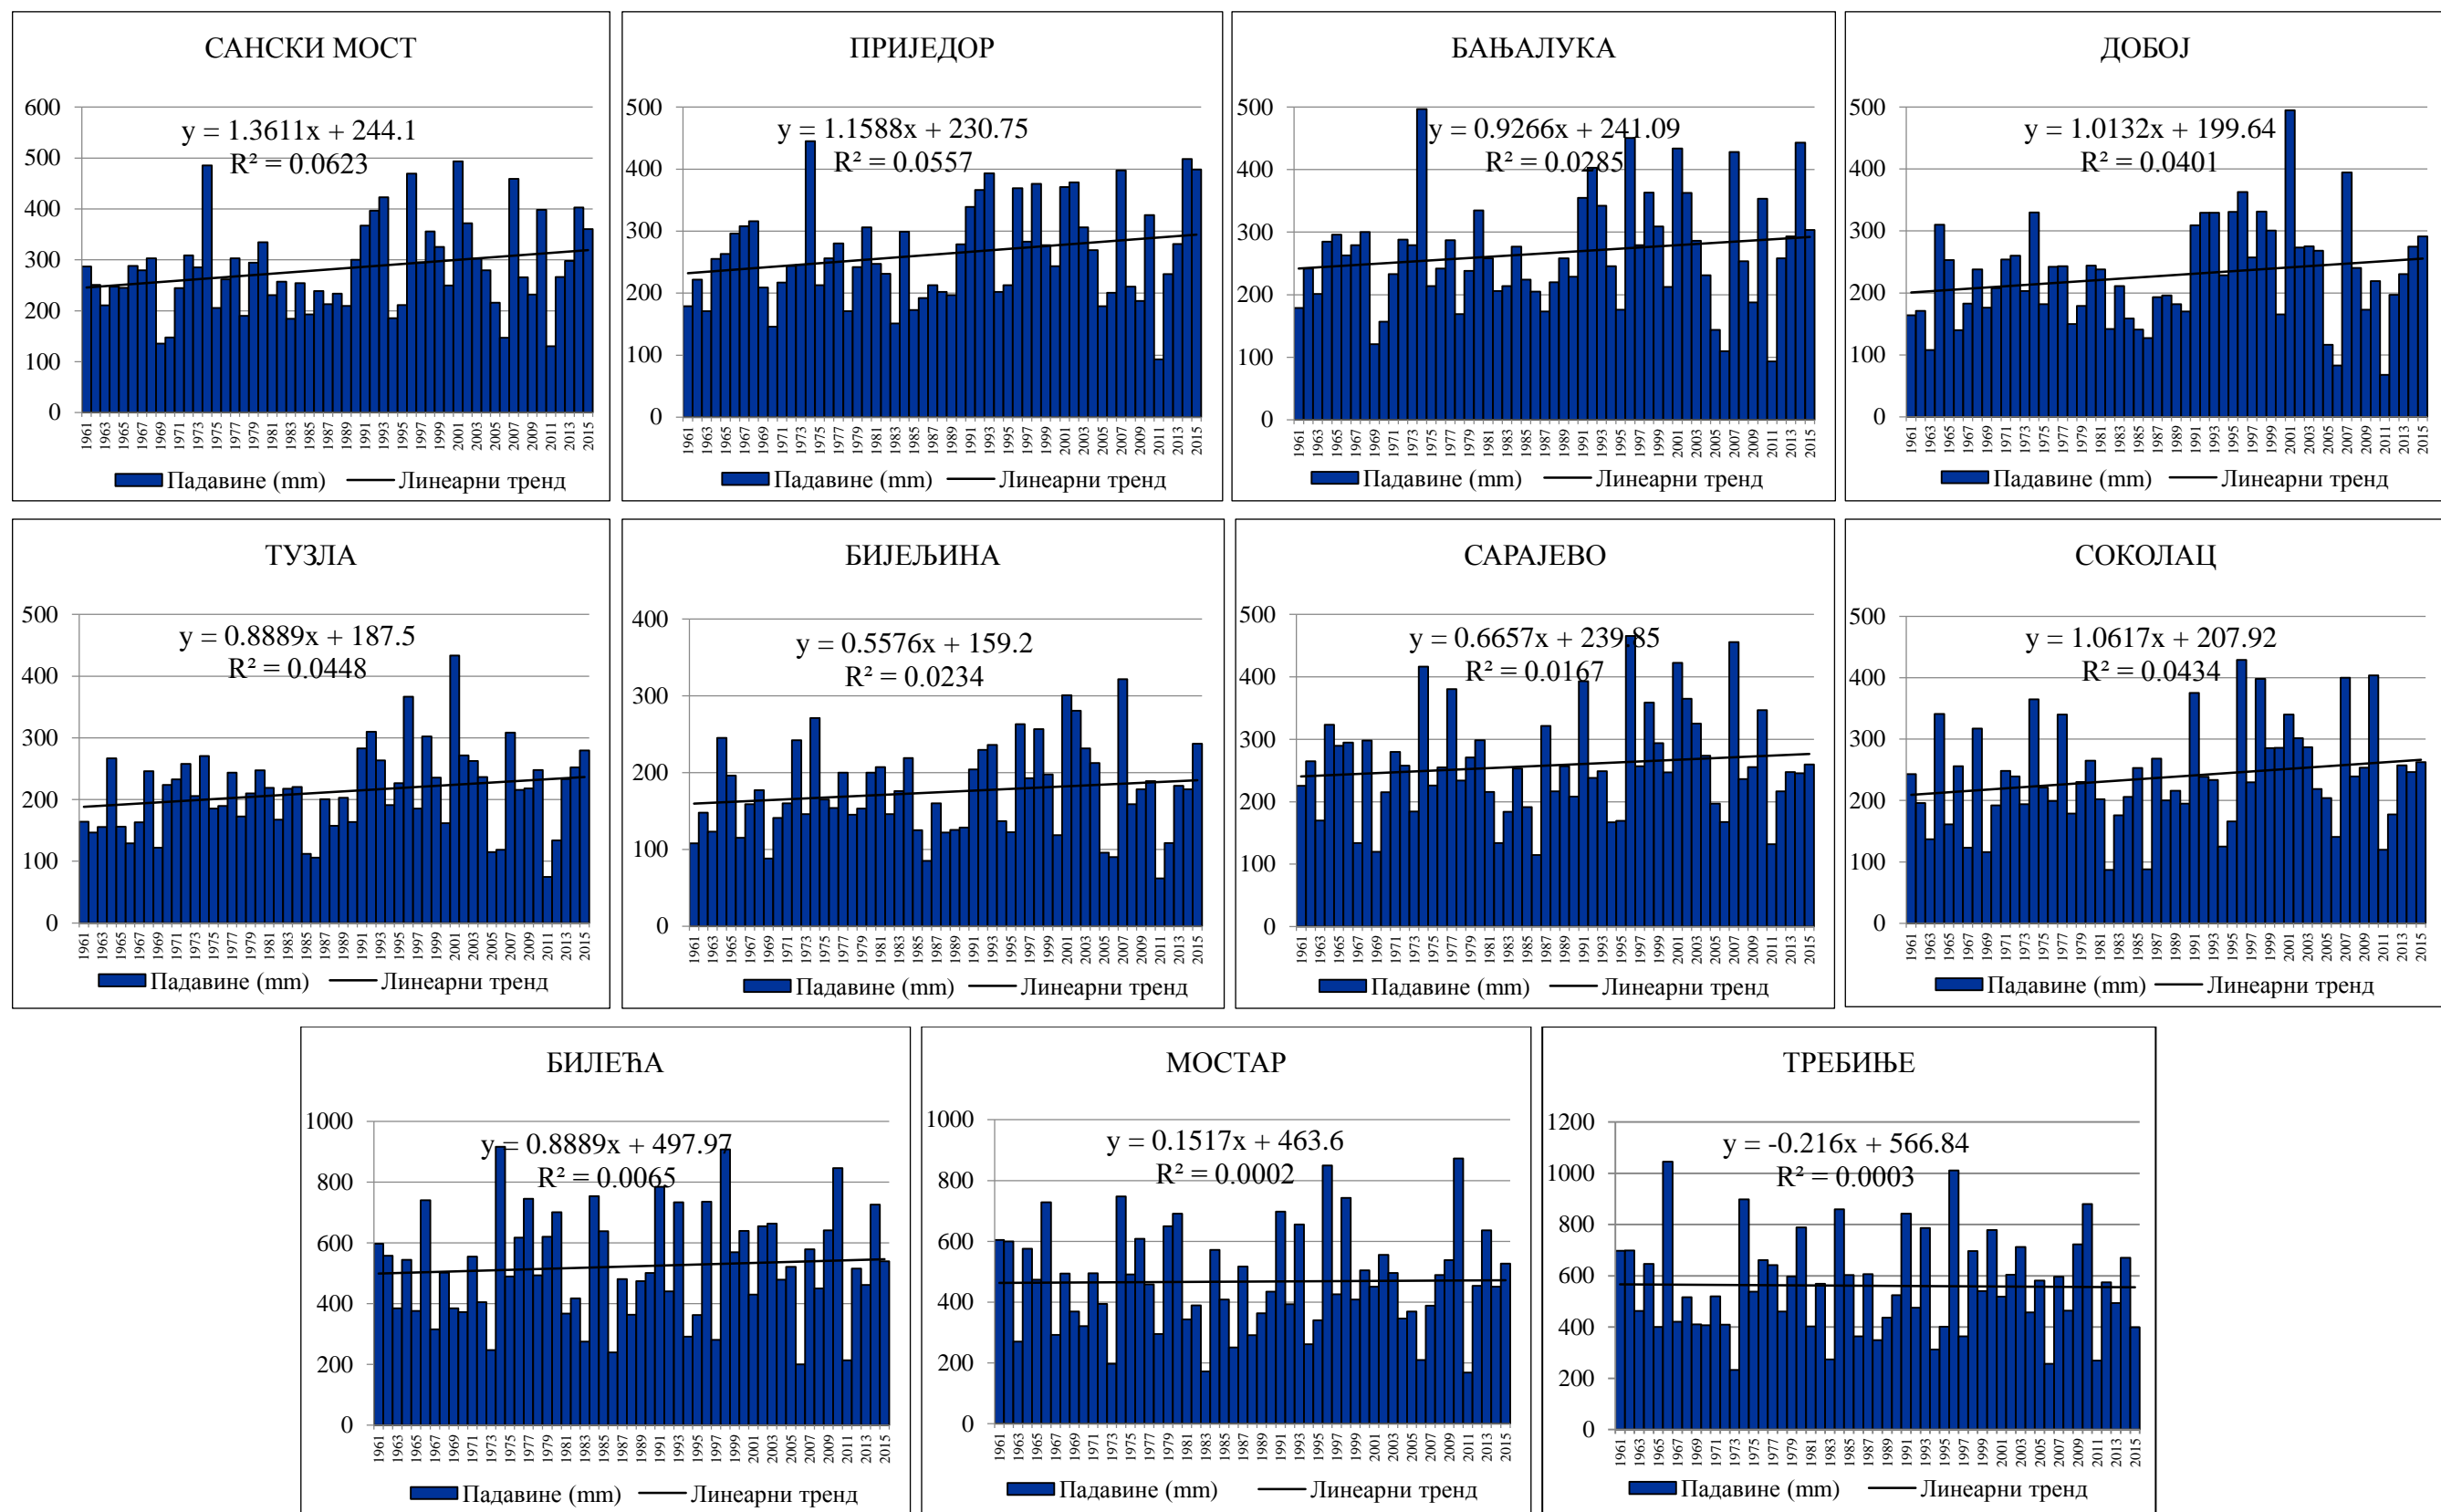 САНСКИ МОСТ
y = 1.3611x + 244.1
R² = 0.0623
600
500
400
300
200
100
0
1961 1963 1965 1967 1969 1971 1973 1975 1977 1979 1981 1983 1985 1987 1989 1991 1993 1995 1997 1999 2001 2003 2005 2007 2009 2011 2013 2015
Падавине (mm) Линеарни тренд
ПРИЈЕДОР
y = 1.1588x + 230.75
R² = 0.0557
500
400
300
200
100
0
1961 1963 1965 1967 1969 1971 1973 1975 1977 1979 1981 1983 1985 1987 1989 1991 1993 1995 1997 1999 2001 2003 2005 2007 2009 2011 2013 2015
Падавине (mm) Линеарни тренд
БАЊАЛУКА
y = 0.9266x + 241.09
R² = 0.0285
500
400
300
200
100
0
1961 1963 1965 1967 1969 1971 1973 1975 1977 1979 1981 1983 1985 1987 1989 1991 1993 1995 1997 1999 2001 2003 2005 2007 2009 2011 2013 2015
Падавине (mm) Линеарни тренд
ДОБОЈ
y = 1.0132x + 199.64
R² = 0.0401
500
400
300
200
100
0
1961 1963 1965 1967 1969 1971 1973 1975 1977 1979 1981 1983 1985 1987 1989 1991 1993 1995 1997 1999 2001 2003 2005 2007 2009 2011 2013 2015
Падавине (mm) Линеарни тренд
ТУЗЛА
y = 0.8889x + 187.5
R² = 0.0448
500
400
300
200
100
0
1961 1963 1965 1967 1969 1971 1973 1975 1977 1979 1981 1983 1985 1987 1989 1991 1993 1995 1997 1999 2001 2003 2005 2007 2009 2011 2013 2015
Падавине (mm) Линеарни тренд
БИЈЕЉИНА
y = 0.5576x + 159.2
R² = 0.0234
400
300
200
100
0
1961 1963 1965 1967 1969 1971 1973 1975 1977 1979 1981 1983 1985 1987 1989 1991 1993 1995 1997 1999 2001 2003 2005 2007 2009 2011 2013 2015
Падавине (mm) Линеарни тренд
САРАЈЕВО
y = 0.6657x + 239.85
R² = 0.0167
500
400
300
200
100
0
1961 1963 1965 1967 1969 1971 1973 1975 1977 1979 1981 1983 1985 1987 1989 1991 1993 1995 1997 1999 2001 2003 2005 2007 2009 2011 2013 2015
Падавине (mm) Линеарни тренд
СОКОЛАЦ
y = 1.0617x + 207.92
R² = 0.0434
500
400
300
200
100
0
1961 1963 1965 1967 1969 1971 1973 1975 1977 1979 1981 1983 1985 1987 1989 1991 1993 1995 1997 1999 2001 2003 2005 2007 2009 2011 2013 2015
Падавине (mm) Линеарни тренд
БИЛЕЋА
y = 0.8889x + 497.97
R² = 0.0065
1000
800
600
400
200
0
1961 1963 1965 1967 1969 1971 1973 1975 1977 1979 1981 1983 1985 1987 1989 1991 1993 1995 1997 1999 2001 2003 2005 2007 2009 2011 2013 2015
Падавине (mm) Линеарни тренд
МОСТАР
y = 0.1517x + 463.6
R² = 0.0002
1000
800
600
400
200
0
1961 1963 1965 1967 1969 1971 1973 1975 1977 1979 1981 1983 1985 1987 1989 1991 1993 1995 1997 1999 2001 2003 2005 2007 2009 2011 2013 2015
Падавине (mm) Линеарни тренд
ТРЕБИЊЕ
y = -0.216x + 566.84
R² = 0.0003
1200
1000
800
600
400
200
0
1961 1963 1965 1967 1969 1971 1973 1975 1977 1979 1981 1983 1985 1987 1989 1991 1993 1995 1997 1999 2001 2003 2005 2007 2009 2011 2013 2015
Падавине (mm) Линеарни тренд